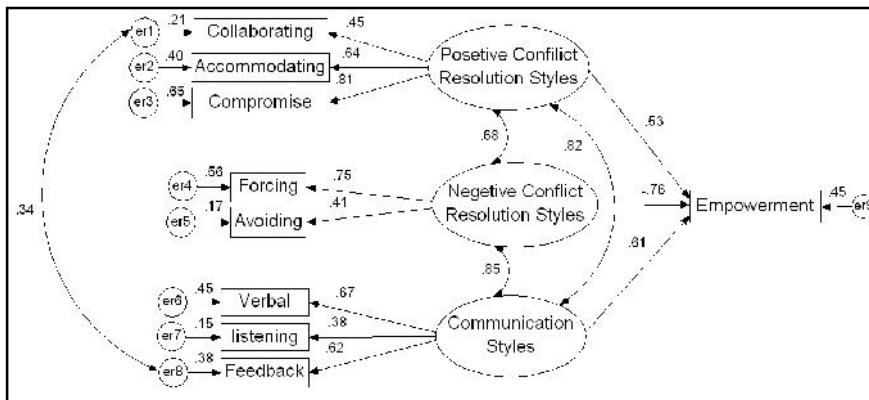 .21
.45
er1
Collaborating
.40
.64
Posetive Confilict
er2
Accommodating
Resolution Styles
.65
.81
er3
Compromise
.53
.68
.82
.56
.75
er4
Forcing
Negetive Conflict
-.76
.45
.17
.41
Resolution Styles
Empowerment
er9
er5
Avoiding
.34
.61
.85
.45
.67
er6
Verbal
.15
.38
Communication
er7
listening
Styles
.38
.62
er8
Feedback